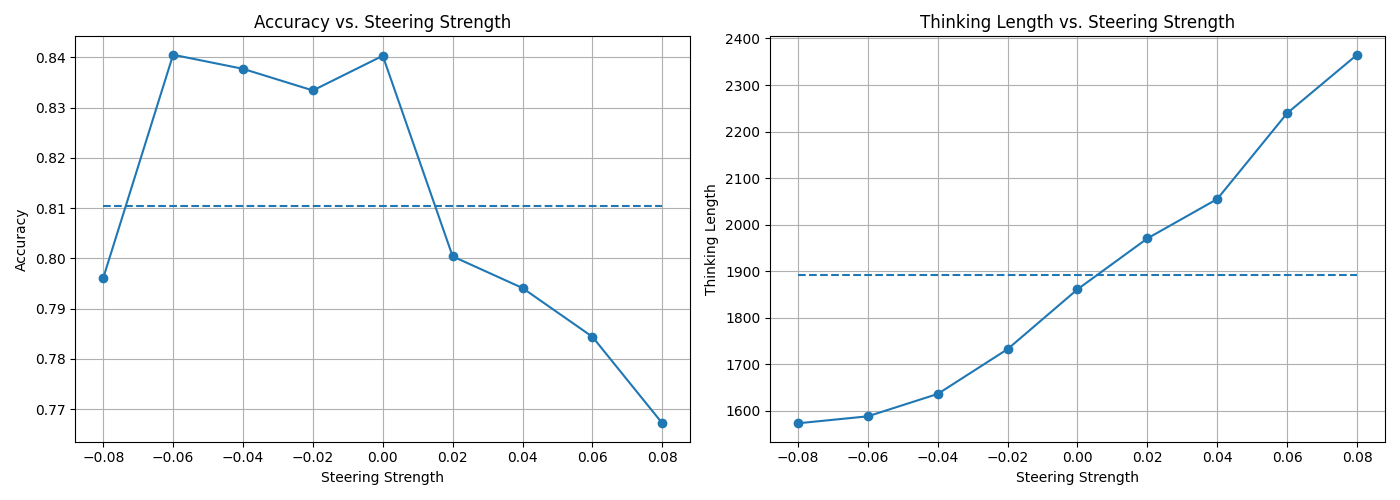 Accuracy vs. Steering Strength
Accuracy
0.84
0.83
0.82
0.81
0.80
0.79
0.78
0.77
−0.08 −0.06 −0.04 −0.02 0.00 0.02 0.04 0.06 0.08
Steering Strength
Thinking Length vs. Steering Strength
Thinking Length
2400
2300
2200
2100
2000
1900
1800
1700
1600
−0.08 −0.06 −0.04 −0.02 0.00 0.02 0.04 0.06 0.08
Steering Strength